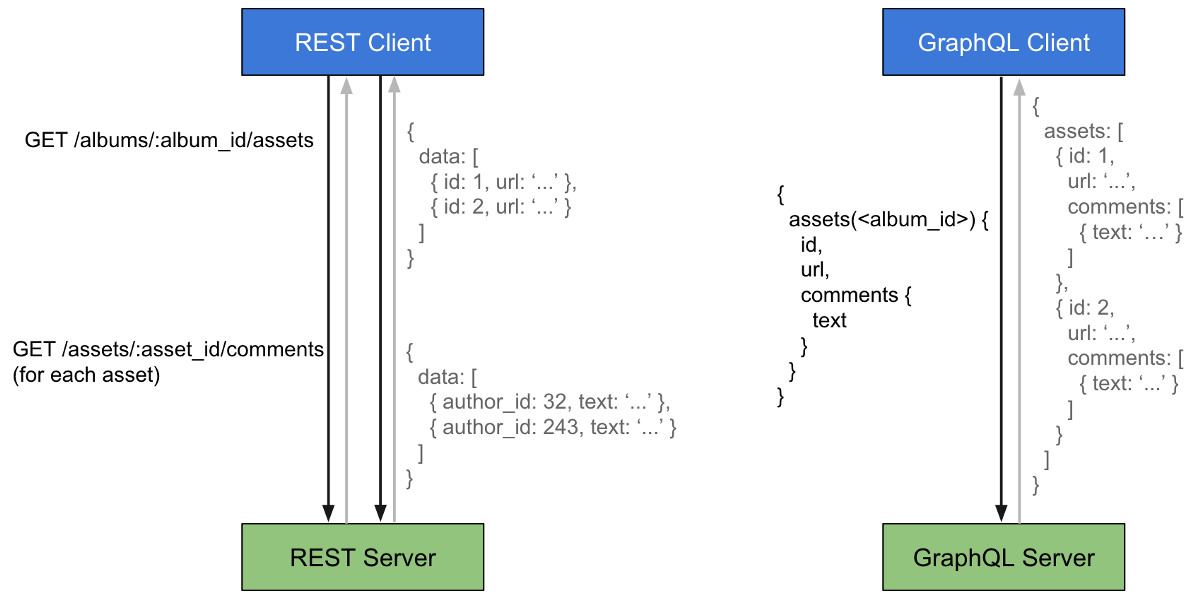 REST Client
GET /albums/:album_id/assets
{
data: [
{ id: 1, url: ‘...’ },
{ id: 2, url: ‘...’ }
]
}
GET /assets/:asset_id/comments
(for each asset)
{
data: [
{ author_id: 32, text: ‘...’ },
{ author_id: 243, text: ‘...’ }
]
}
REST Server
GraphQL Client
{
assets(<album_id>) {
id,
url,
comments {
text
}
}
}
{
assets: [
{ id: 1,
url: ‘...’,
comments: [
{ text: ‘…’ }
]
},
{ id: 2,
url: ‘...’,
comments: [
{ text: ‘...’ }
]
}
]
}
GraphQL Server